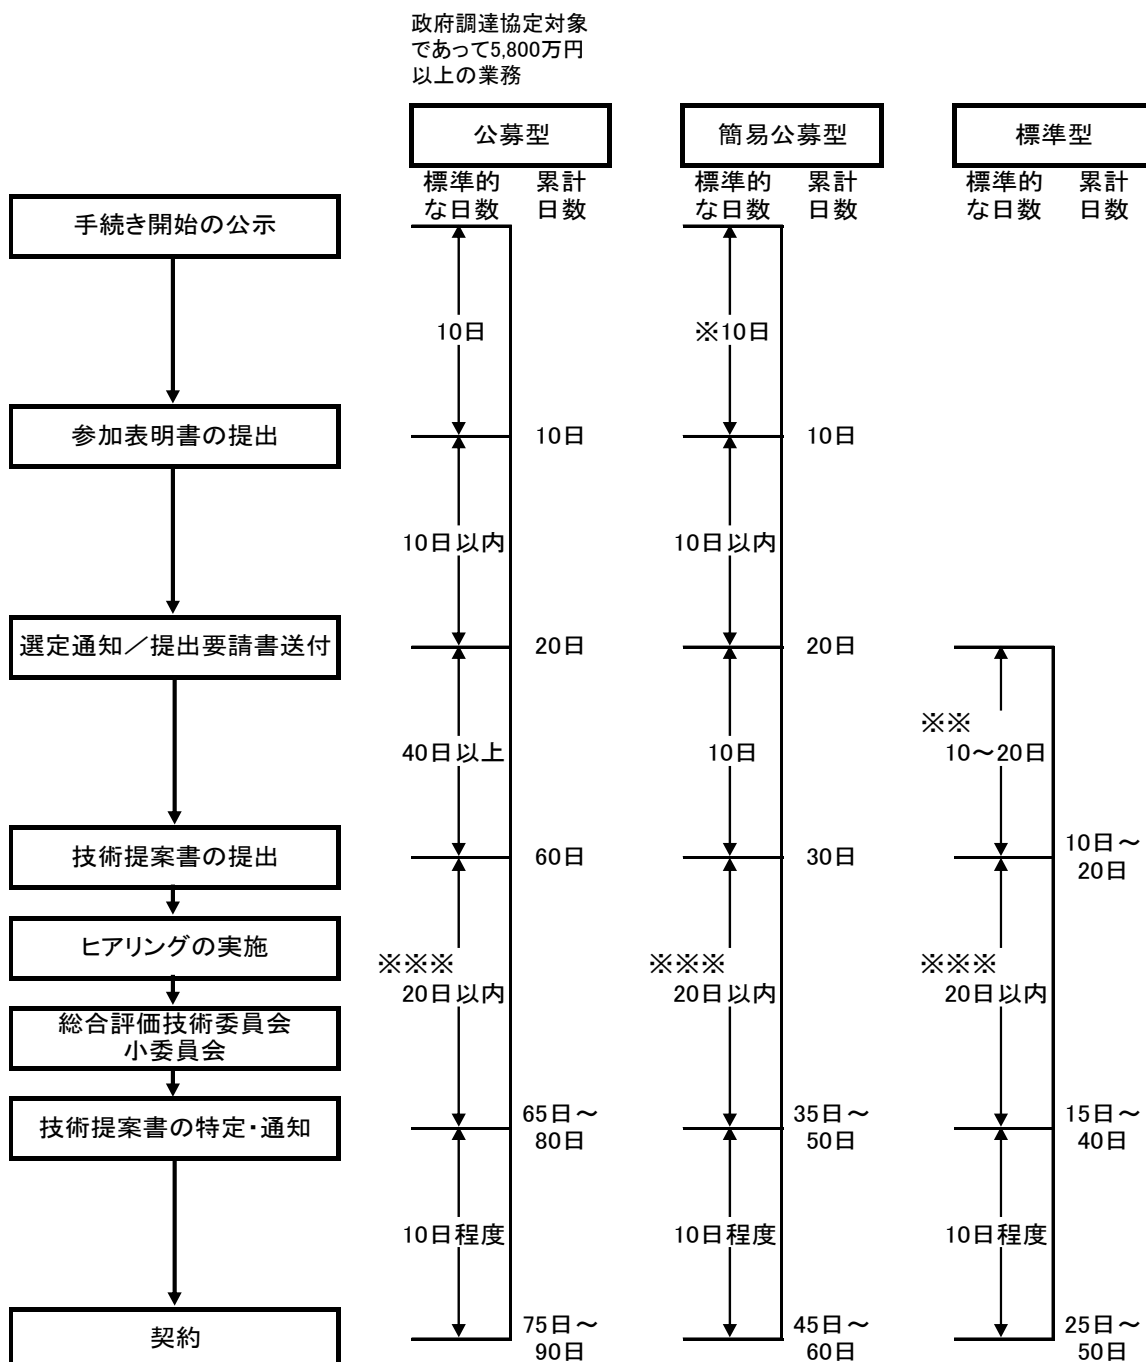 政府調達協定対象
であって5,800万円
以上の業務
公募型
簡易公募型
標準型
標準的
な日数
累計
日数
標準的
な日数
累計
日数
標準的
な日数
累計
日数
手続き開始の公示
10日
※10日
参加表明書の提出
10日
10日
10日以内
10日以内
選定通知／提出要請書送付
20日
20日
40日以上
10日
※※
10～20日
技術提案書の提出
60日
30日
10日～
20日
ヒアリングの実施
※※※
20日以内
※※※
20日以内
※※※
20日以内
総合評価技術委員会
小委員会
技術提案書の特定・通知
65日～
80日
35日～
50日
15日～
40日
10日程度
10日程度
10日程度
契約
75日～
90日
45日～
60日
25日～
50日